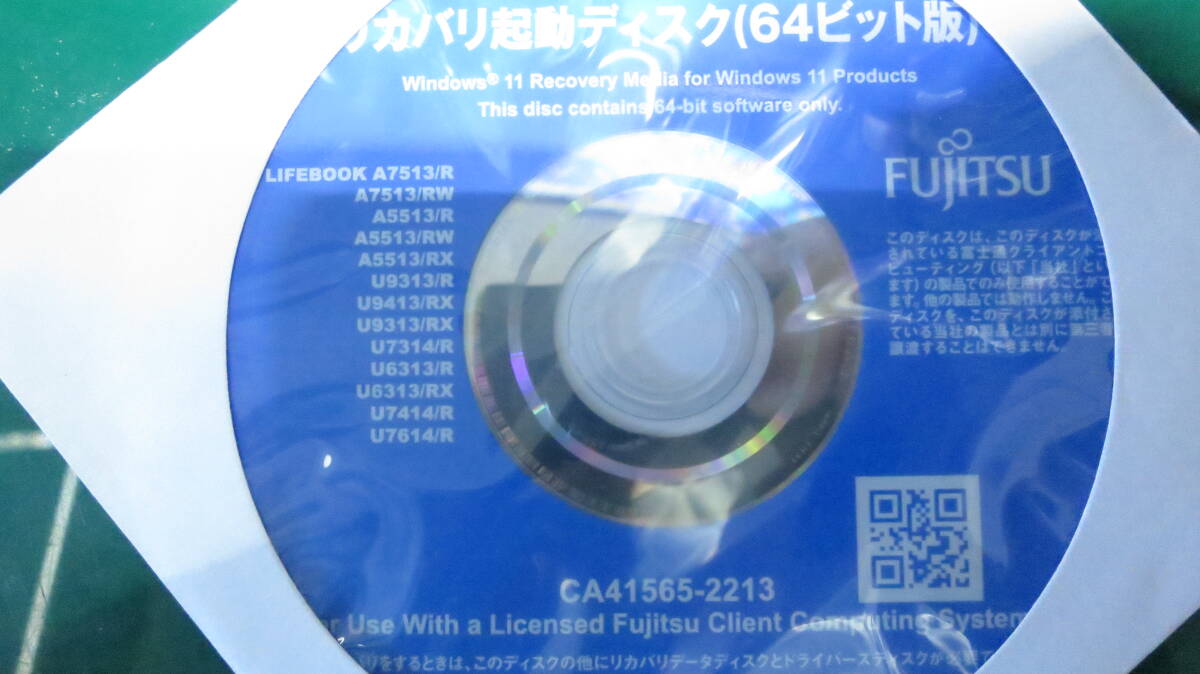 リカバリ起動ディスク(64ビット版)
Windows® 11 Recovery Media for Windows 11 Products
This disc contains 64-bit software only.
LIFEBOOK A7513/R
A7513/RW
A5513/R
A5513/RW
A5513/RX
U9313/R
U9413/RX
U9313/RX
U7314/R
U6313/R
U6313/RX
U7414/R
U7614/R
FUJITSU
このディスクは、このディスクが
されている富士通クライアント
ピューティング(以下「当社」とい
ます)の製品でのみ使用することがで
ます。他の製品では動作しません。こ
ディスクを、このディスクが添付さ
ている当社の製品とは別に第三者
譲渡することはできません。
CA41565-2213
For Use With a Licensed Fujitsu Client Computing System
リをするときは、このディスクの他にリカバリデータディスクとドライバーズディスクが必要で